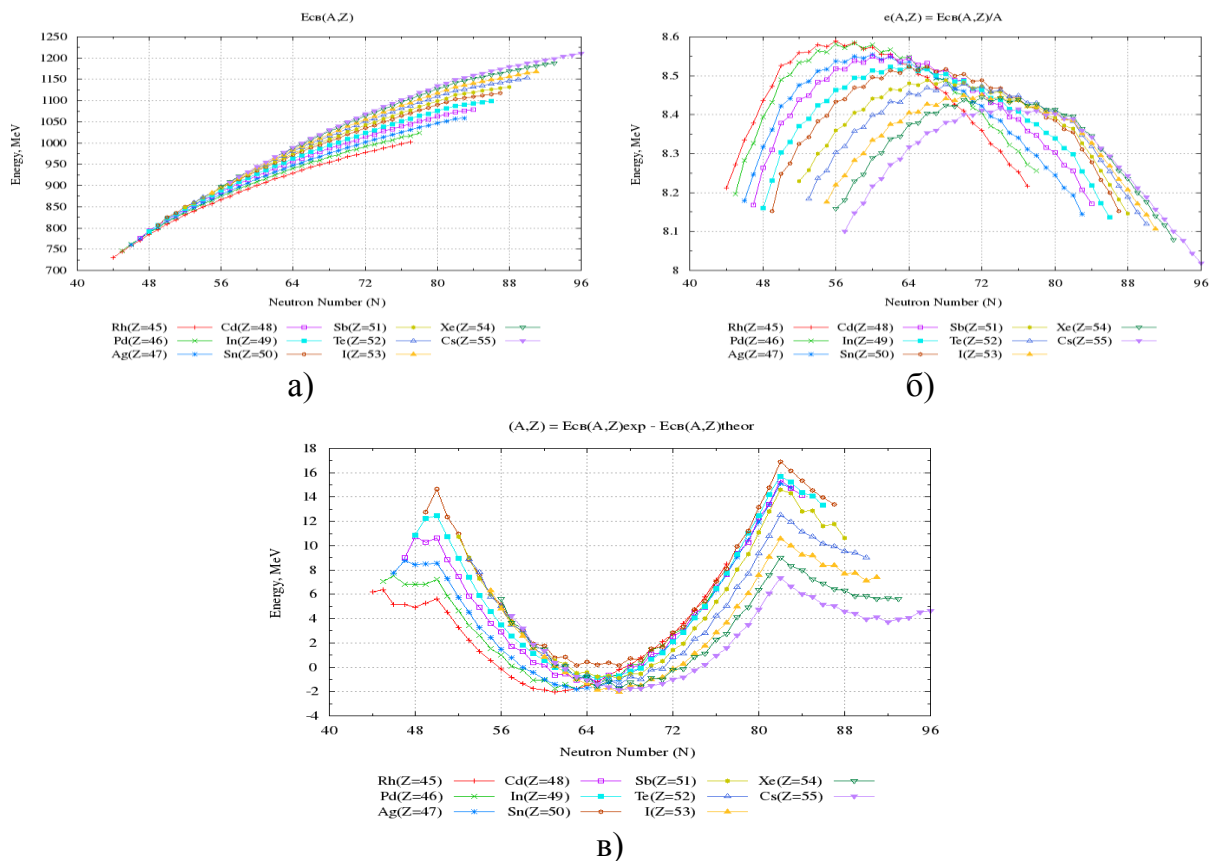 Eсв(A,Z)
Energy, MeV
1250
1200
1150
1100
1050
1000
950
900
850
800
750
700
40 48 56 64 72 80 88 96
Neutron Number (N)
Rh(Z=45) Cd(Z=48) Sb(Z=51) Xe(Z=54)
Pd(Z=46) In(Z=49) Te(Z=52) Cs(Z=55)
Ag(Z=47) Sn(Z=50) I(Z=53)
а)
e(A,Z) = Eсв(A,Z)/A
Energy, MeV
8.6
8.5
8.4
8.3
8.2
8.1
8
40 48 56 64 72 80 88 96
Neutron Number (N)
Rh(Z=45) Cd(Z=48) Sb(Z=51) Xe(Z=54)
Pd(Z=46) In(Z=49) Te(Z=52) Cs(Z=55)
Ag(Z=47) Sn(Z=50) I(Z=53)
б)
(A,Z) = Eсв(A,Z)exp - Eсв(A,Z)theor
Energy, MeV
18
16
14
12
10
8
6
4
2
0
-2
-4
40 48 56 64 72 80 88 96
Neutron Number (N)
Rh(Z=45) Cd(Z=48) Sb(Z=51) Xe(Z=54)
Pd(Z=46) In(Z=49) Te(Z=52) Cs(Z=55)
Ag(Z=47) Sn(Z=50) I(Z=53)
в)